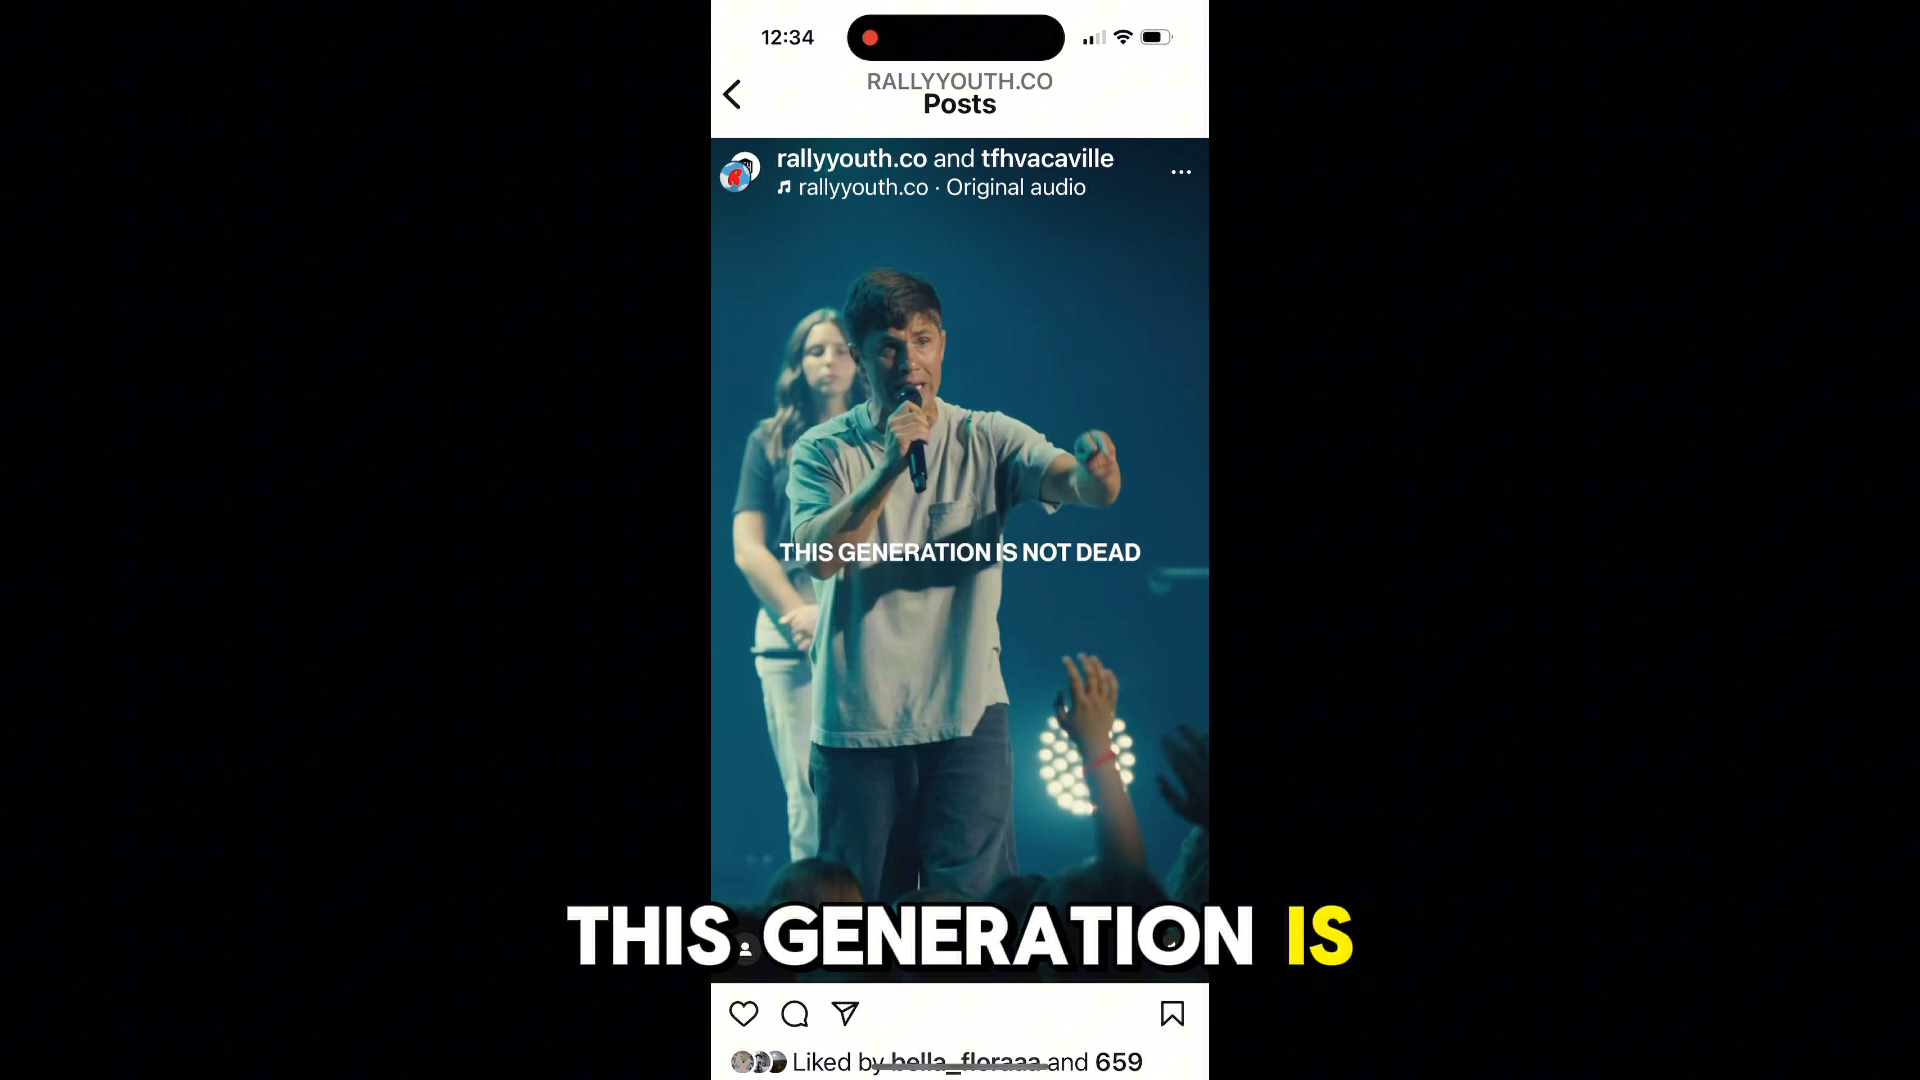 12:34
RALLYYOUTH.CO
Posts
rallyyouth.co and tfhvacaville
rallyyouth.co · Original audio
THIS GENERATION IS NOT DEAD
THIS GENERATION IS
Liked by bella_floraaa and 659